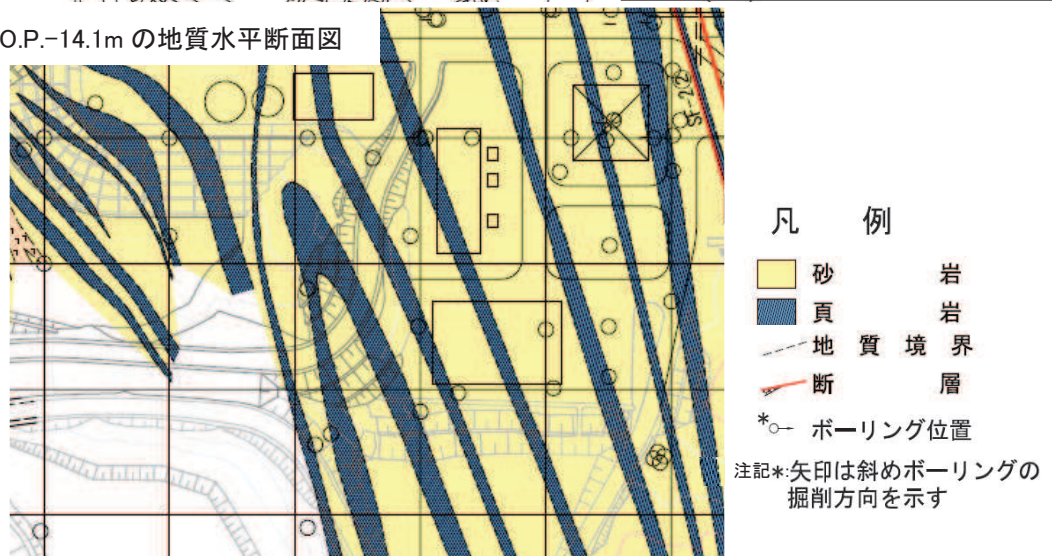 O.P.-14.1m の地質水平断面図
SF-22
凡 例
砂 岩
頁 岩
地 質 境 界
断 層
*○→ ボーリング位置
注記*:矢印は斜めボーリングの
掘削方向を示す